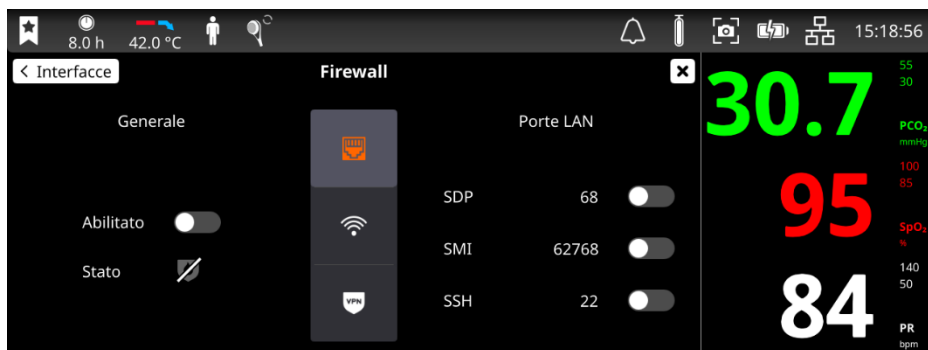 8.0 h
42.0 °C
15:18:56
< Interfacce
Firewall
Generale
Porte LAN
Abilitato
Stato
VPN
SDP 68
SMI 62768
SSH 22
30.7
55
30
PCO₂
mmHg
95
100
85
SpO₂
%
84
140
50
PR
bpm